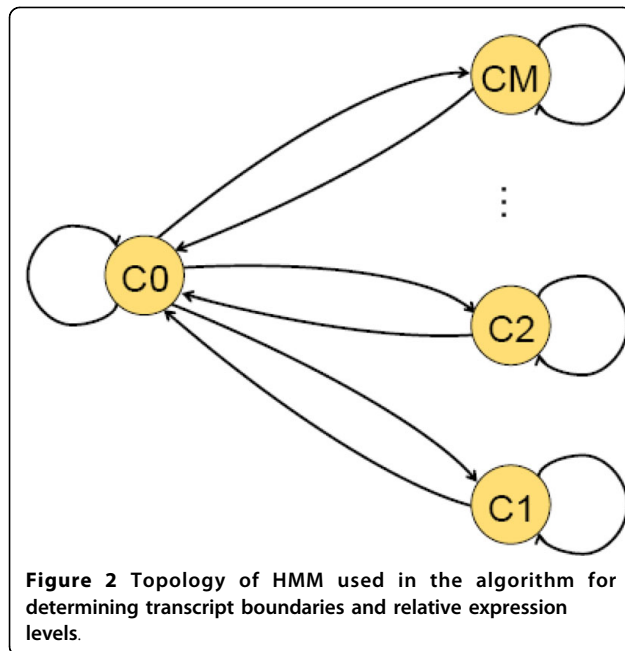 CM
⋮
C0
C2
C1
Figure 2 Topology of HMM used in the algorithm for
determining transcript boundaries and relative expression
levels.